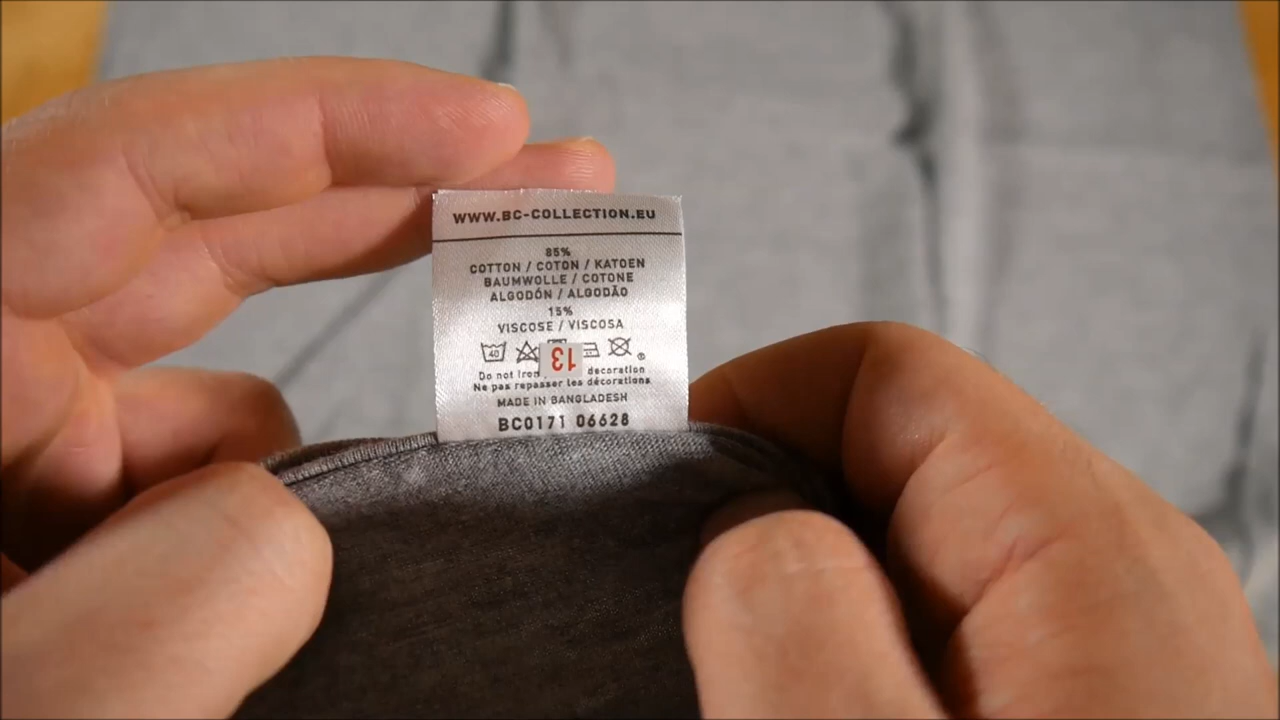 WWW.BC-COLLECTION.EU
85%
COTTON / COTON / KATOEN
BAUMWOLLE / COTONE
ALGODÓN / ALGODÃO
15%
VISCOSE / VISCOSA
40
13
®
Do not iron decoration
Ne pas repasser les décorations
MADE IN BANGLADESH
BC0171 06628